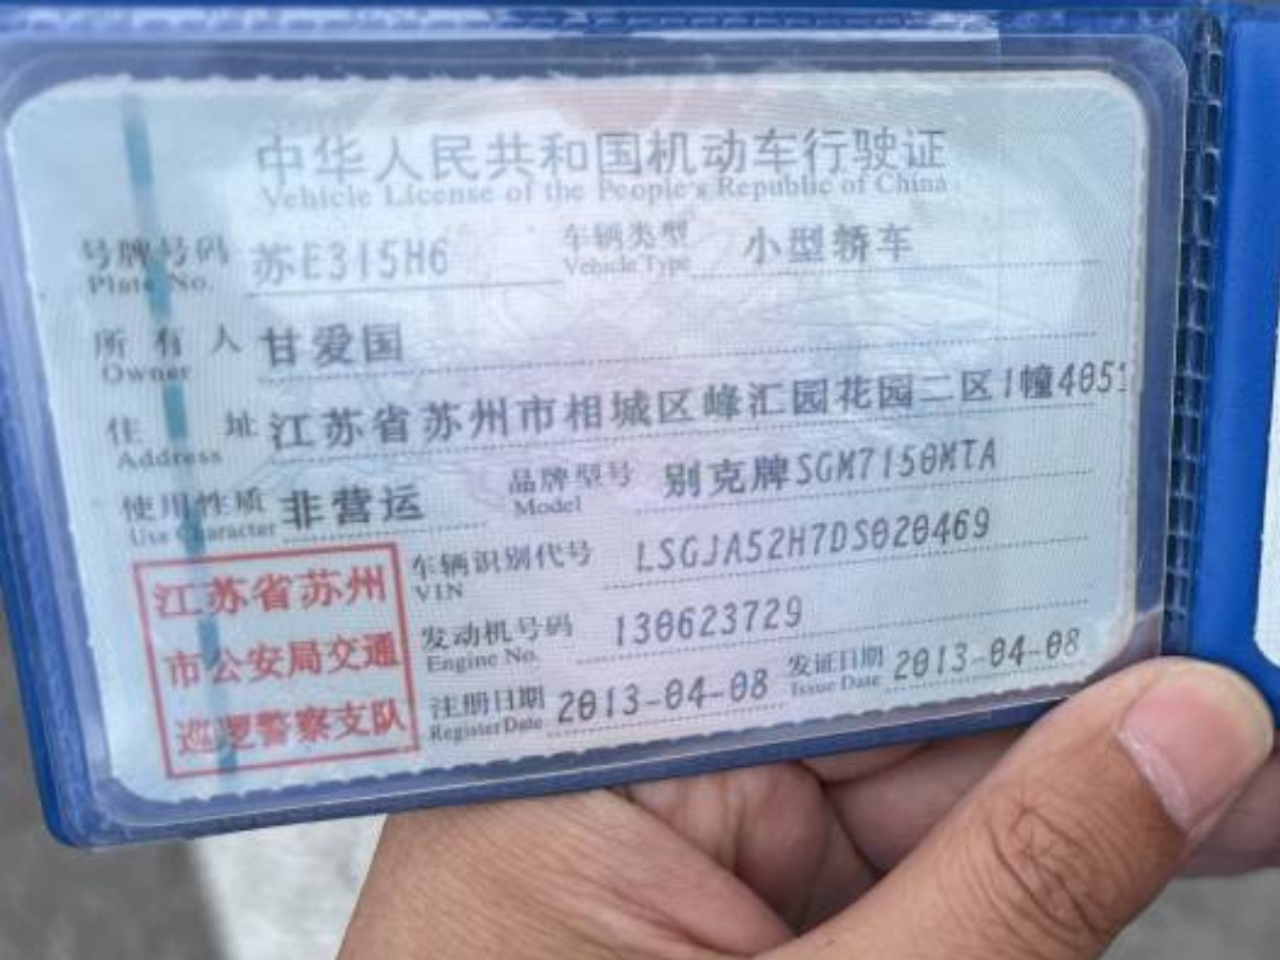 中华人民共和国机动车行驶证
Vehicle License of the People's Republic of China
号牌号码 苏E315H6 车辆类型 小型轿车
Plate No. Vehicle Type
所有人 甘爱国
Owner
住址 江苏省苏州市相城区峰汇园花园二区1幢405
Address
使用性质 非营运 品牌型号 别克牌SGM7150MTA
Use Character Model
车辆识别代号 LSGJA52H7DS020469
VIN
发动机号码 130623729
Engine No.
注册日期 2013-04-08 发证日期 2013-04-08
Register Date Issue Date
江苏省苏州
市公安局交通
巡逻警察支队